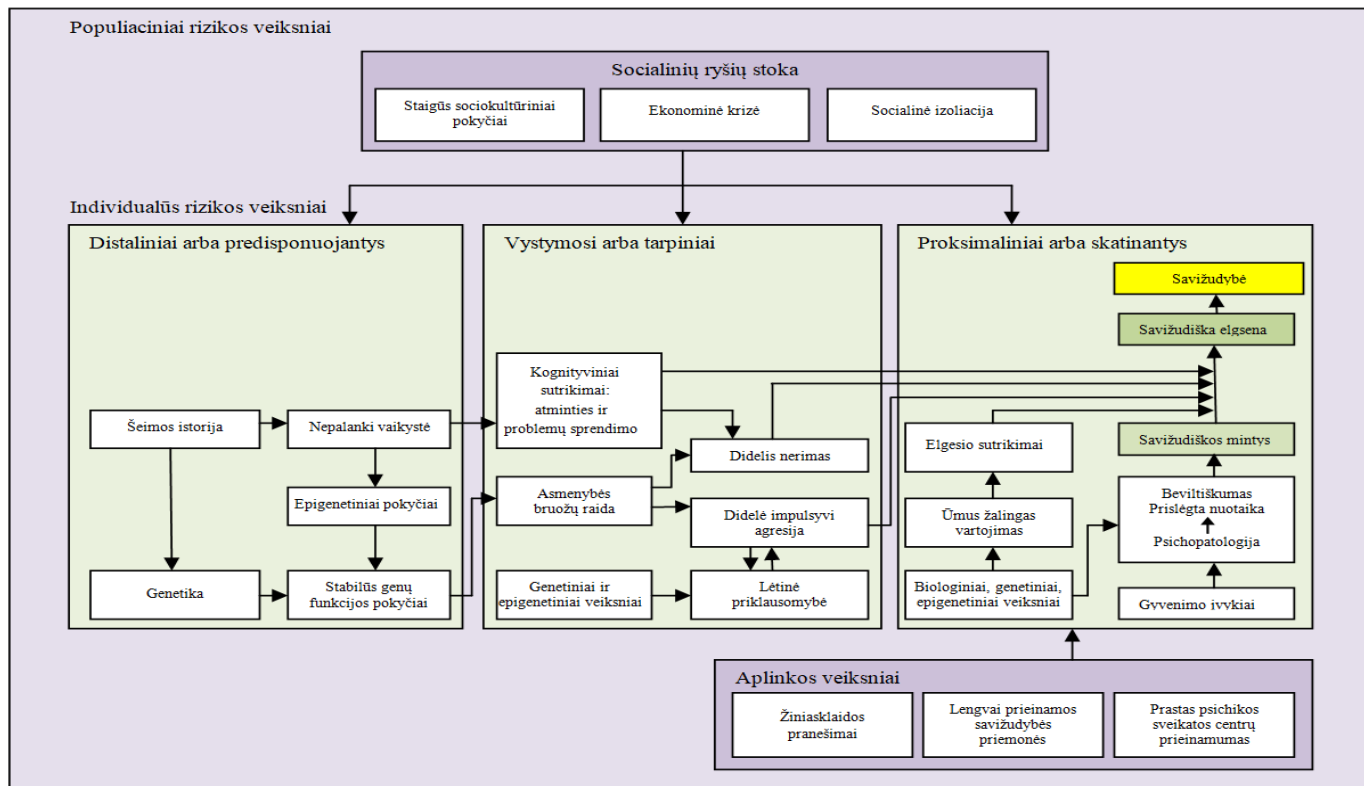 Populiaciniai rizikos veiksniai
Socialinių ryšių stoka
Staigūs sociokultūriniai
pokyčiai
Ekonominė krizė
Socialinė izoliacija
Individualūs rizikos veiksniai
Distaliniai arba predisponuojantys
Šeimos istorija
Nepalanki vaikystė
Epigenetiniai pokyčiai
Genetika
Stabilūs genų
funkcijos pokyčiai
Vystymosi arba tarpiniai
Kognityviniai
sutrikimai:
atminties ir
problemų sprendimo
Didelis nerimas
Asmenybės
bruožų raida
Didelė impulsyvi
agresija
Genetiniai ir
epigenetiniai veiksniai
Lėtinė
priklausomybė
Proksimaliniai arba skatinantys
Savižudybė
Savižudiška elgsena
Savižudiškos mintys
Elgesio sutrikimai
Beviltiškumas
Prislėgta nuotaika
Psichopatologija
Ūmus žalingas
vartojimas
Biologiniai, genetiniai,
epigenetiniai veiksniai
Gyvenimo įvykiai
Aplinkos veiksniai
Žiniasklaidos
pranešimai
Lengvai prieinamos
savižudybės
priemonės
Prastas psichikos
sveikatos centrų
prieinamumas